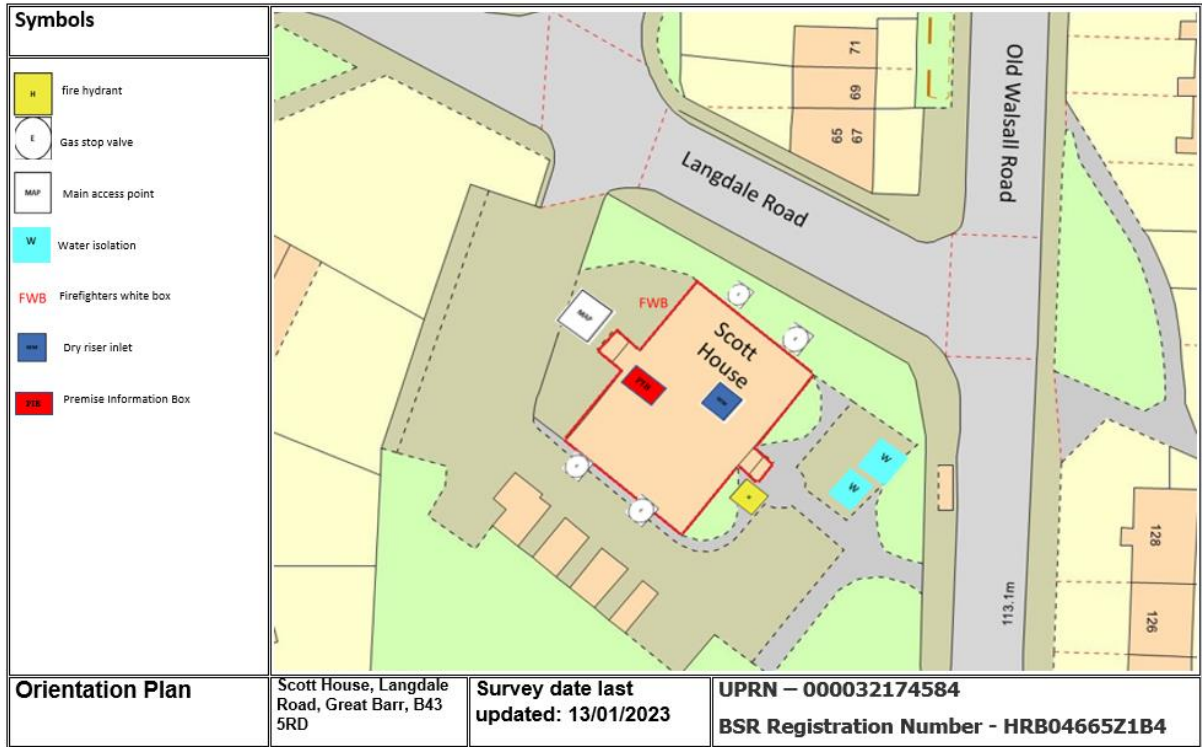 Symbols
H
fire hydrant
E
Gas stop valve
MAP
Main access point
W
Water isolation
FWB
Firefighters white box
Dry riser inlet
PIB
Premise Information Box
71
69
65
67
Langdale Road
Old Walsall Road
MAP
FWB
Scott
House
PIB
W
W
H
128
126
113.1m
Orientation Plan
Scott House, Langdale
Road, Great Barr, B43
5RD
Survey date last
updated: 13/01/2023
UPRN – 000032174584
BSR Registration Number - HRB04665Z1B4